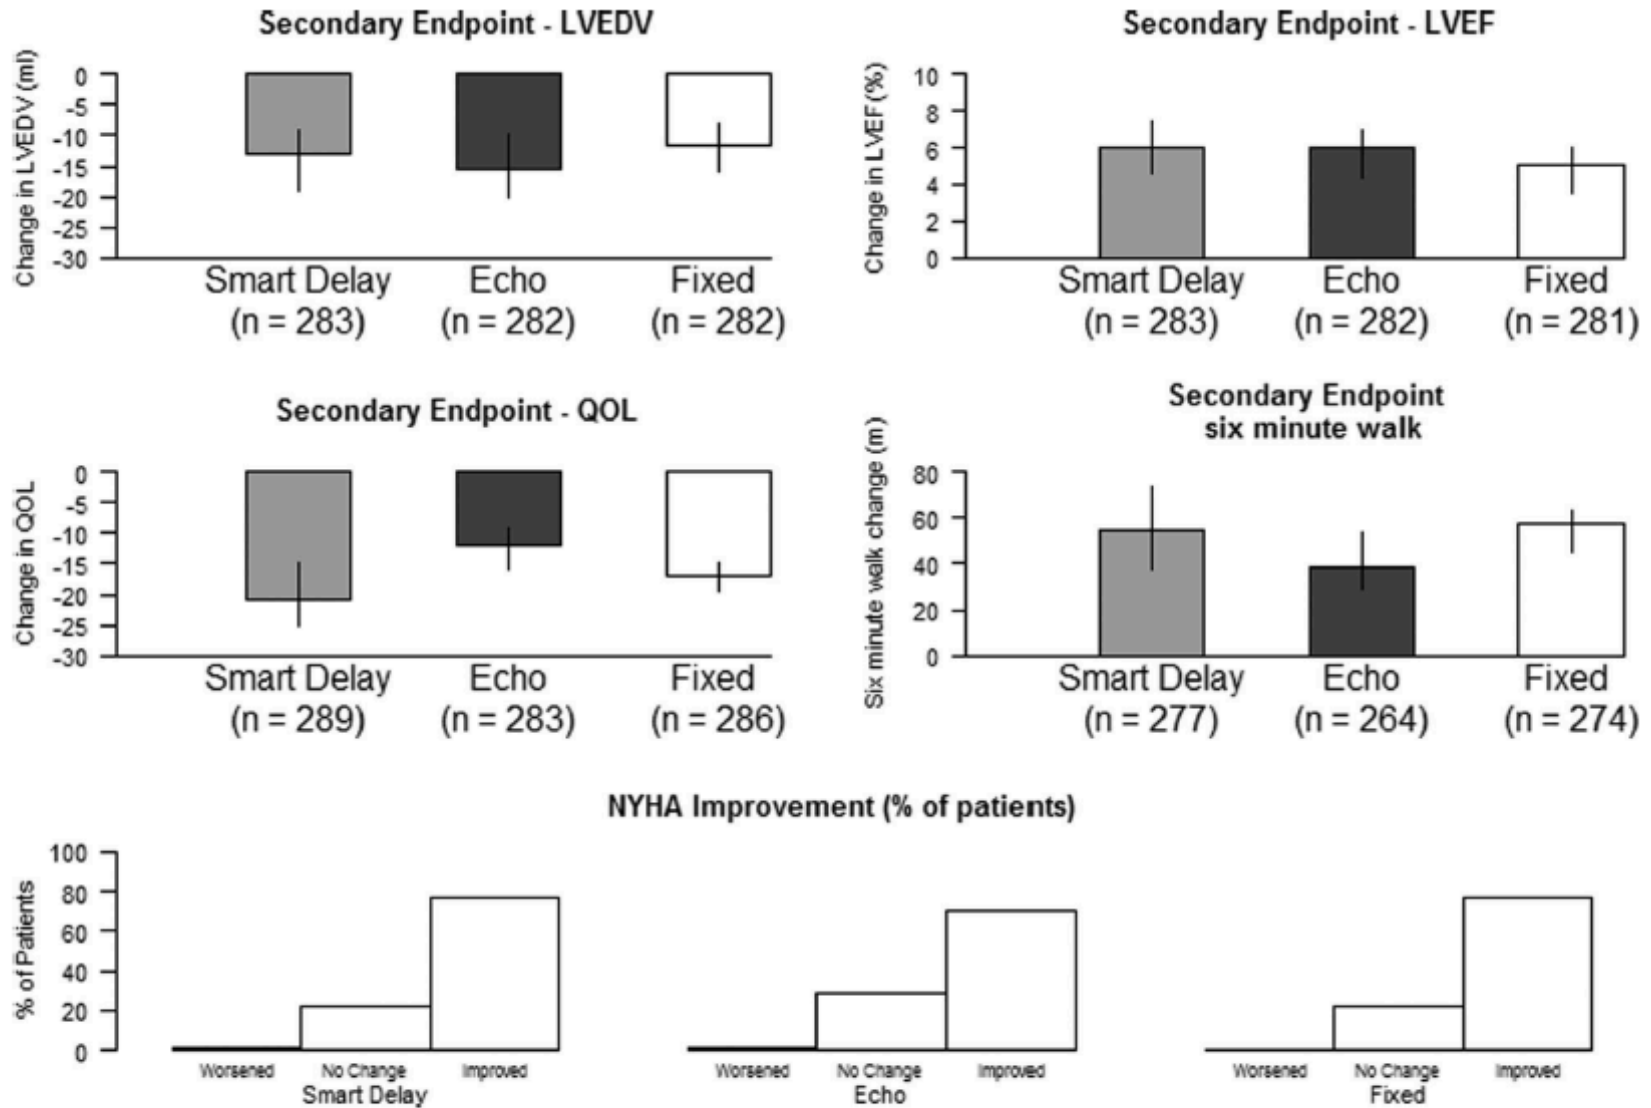 Secondary Endpoint - LVEDV
Change in LVEDV (ml)
0
-5
-10
-15
-20
-25
-30
Smart Delay Echo Fixed
(n = 283) (n = 282) (n = 282)
Secondary Endpoint - LVEF
Change in LVEF (%)
10
8
6
4
2
0
Smart Delay Echo Fixed
(n = 283) (n = 282) (n = 281)
Secondary Endpoint - QOL
Change in QOL
0
-5
-10
-15
-20
-25
-30
Smart Delay Echo Fixed
(n = 289) (n = 283) (n = 286)
Secondary Endpoint
six minute walk
Six minute walk change (m)
80
60
40
20
0
Smart Delay Echo Fixed
(n = 277) (n = 264) (n = 274)
NYHA Improvement (% of patients)
% of Patients
100
80
60
40
20
0
Worsened No Change Improved Worsened No Change Improved Worsened No Change Improved
Smart Delay Echo Fixed